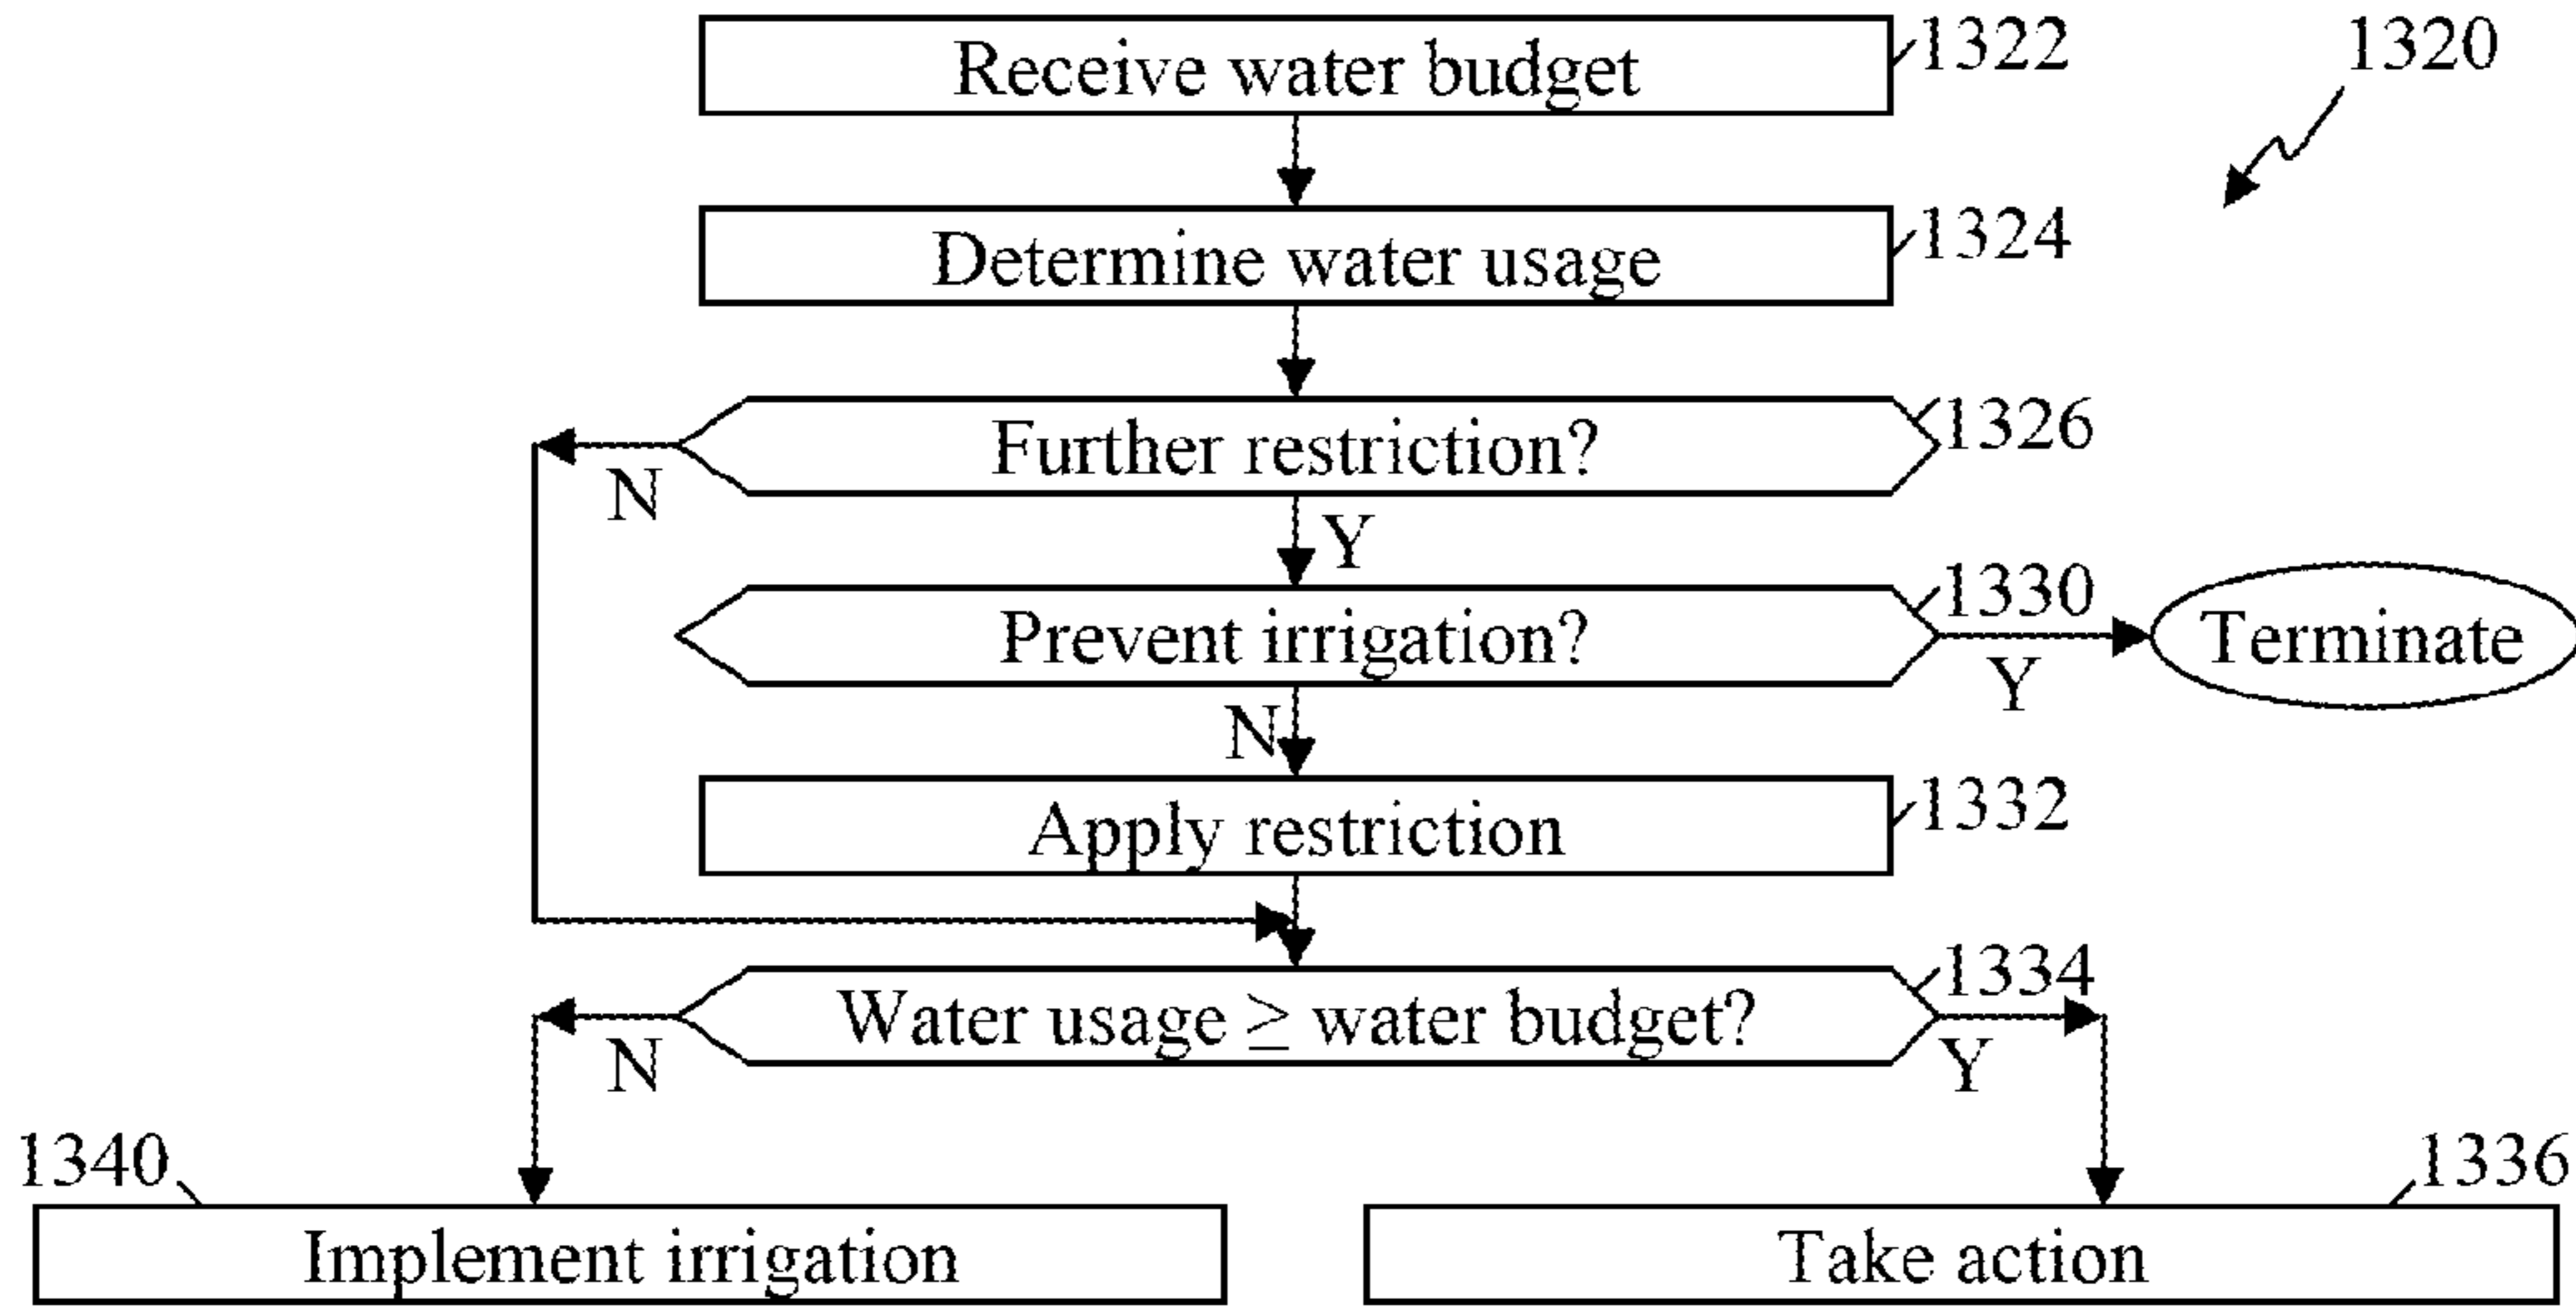 Receive water budget
1322
1320
Determine water usage
1324
Further restriction?
1326
N
Y
Prevent irrigation?
1330
Terminate
Y
N
Apply restriction
1332
Water usage ≥ water budget?
1334
N
Y
1340
1336
Implement irrigation
Take action